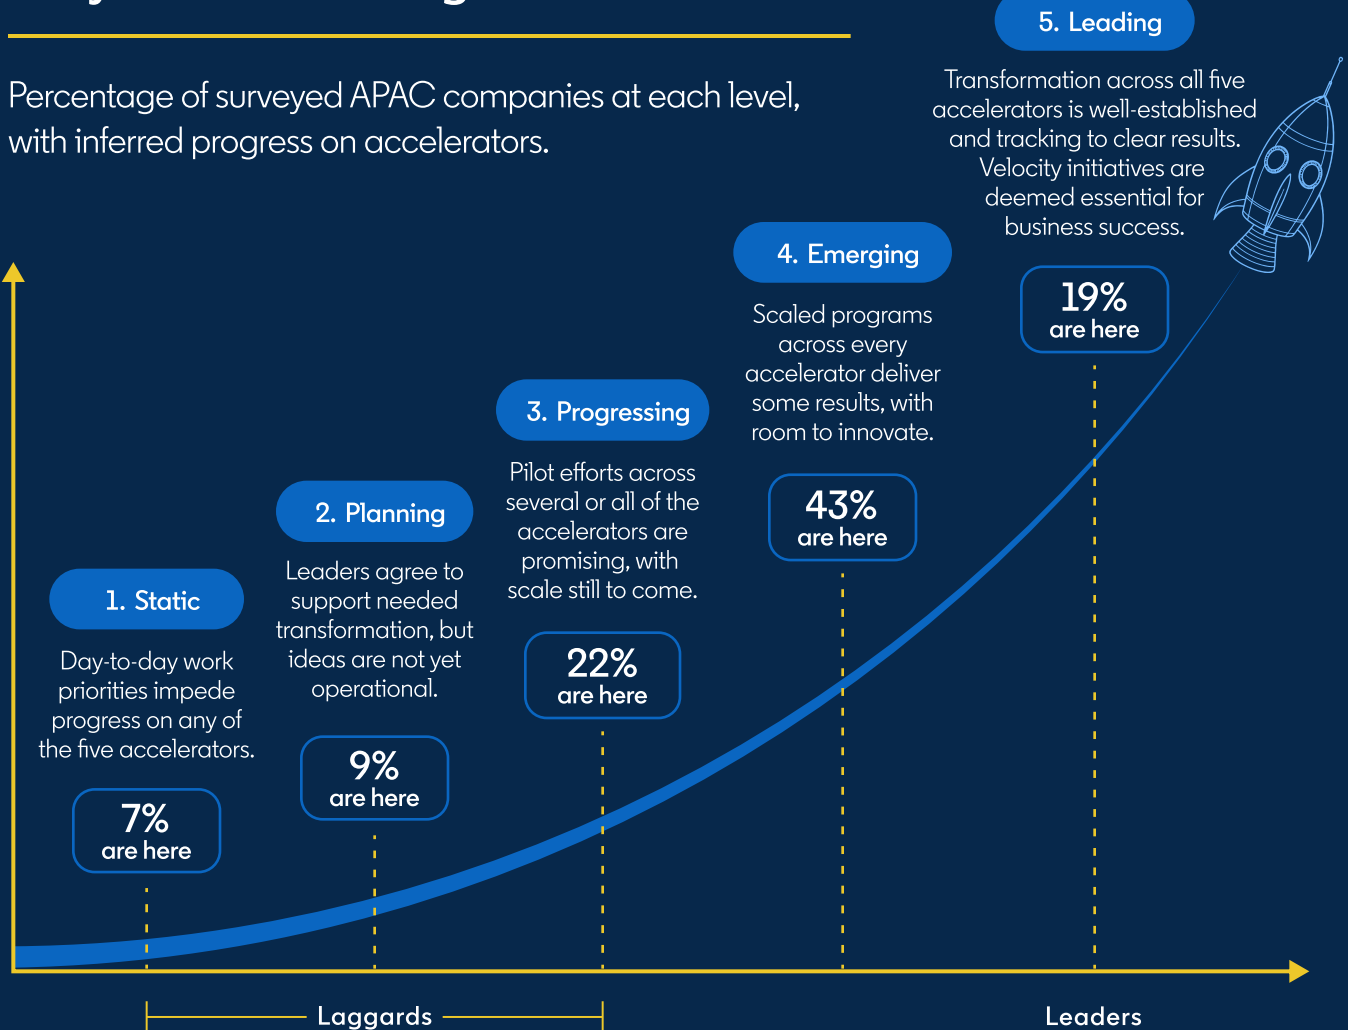 Percentage of surveyed APAC companies at each level,
with inferred progress on accelerators.
5. Leading
Transformation across all five
accelerators is well-established
and tracking to clear results.
Velocity initiatives are
deemed essential for
business success.
19%
are here
4. Emerging
Scaled programs
across every
accelerator deliver
some results, with
room to innovate.
43%
are here
3. Progressing
Pilot efforts across
several or all of the
accelerators are
promising, with
scale still to come.
22%
are here
2. Planning
Leaders agree to
support needed
transformation, but
ideas are not yet
operational.
9%
are here
1. Static
Day-to-day work
priorities impede
progress on any of
the five accelerators.
7%
are here
Laggards
Leaders